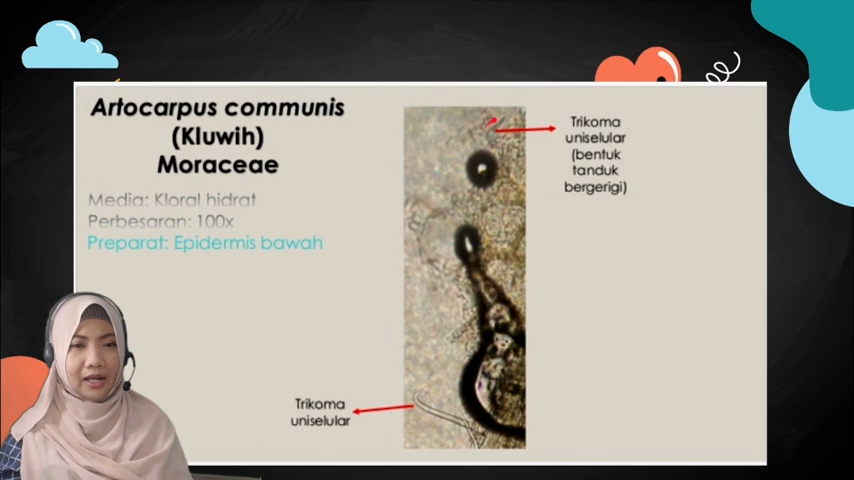 Artocarpus communis
(Kluwih)
Moraceae
Media: Kloral hidrat
Perbesaran: 100x
Preparat: Epidermis bawah
Trikoma
uniselular
(bentuk
tanduk
bergerigi)
Trikoma
uniselular